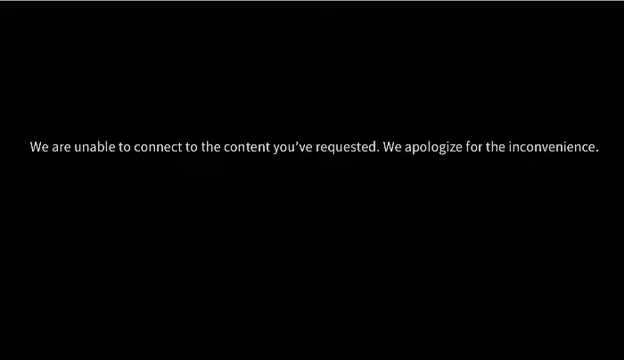 We are unable to connect to the content you’ve requested. We apologize for the inconvenience.